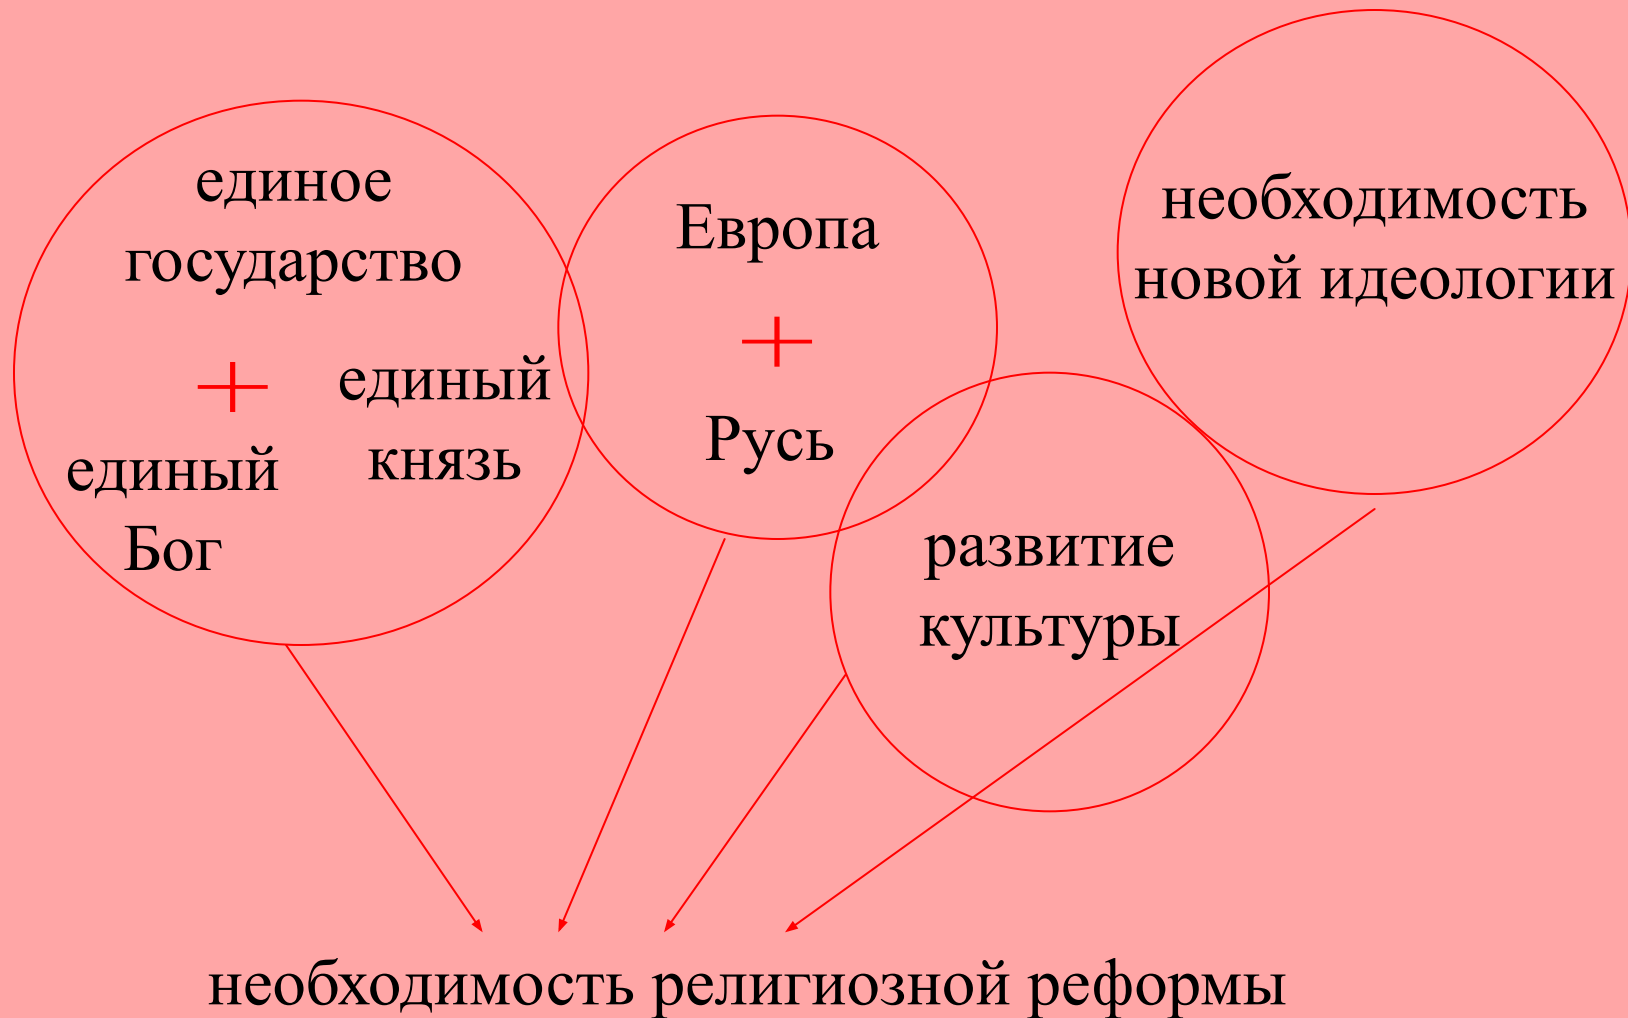 единое
государство
+
единый
князь
единый
Бог
Европа
+
Русь
развитие
культуры
необходимость
новой идеологии
необходимость религиозной реформы